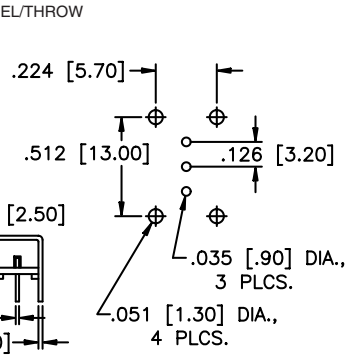 EL/THROW
.224 [5.70]
.512 [13.00]
.126 [3.20]
[2.50]
.035 [.90] DIA.,
3 PLCS.
.051 [1.30] DIA.,
4 PLCS.